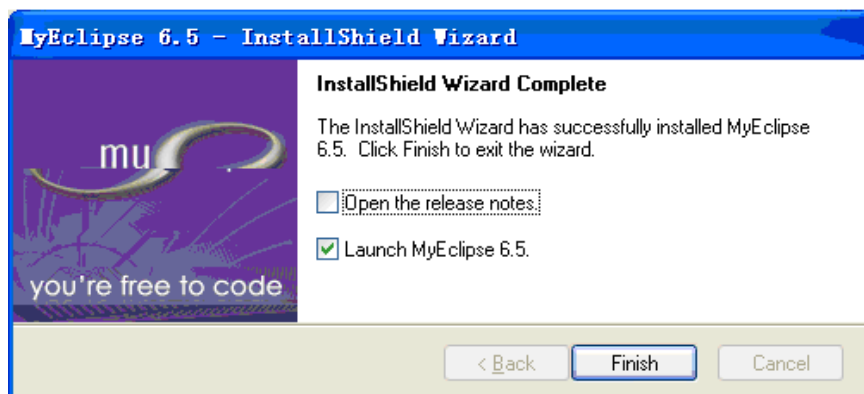 MyEclipse 6.5 - InstallShield Wizard
InstallShield Wizard Complete
The InstallShield Wizard has successfully installed MyEclipse
6.5. Click Finish to exit the wizard.
mu
Open the release notes.
Launch MyEclipse 6.5.
you're free to code
< Back
Finish
Cancel